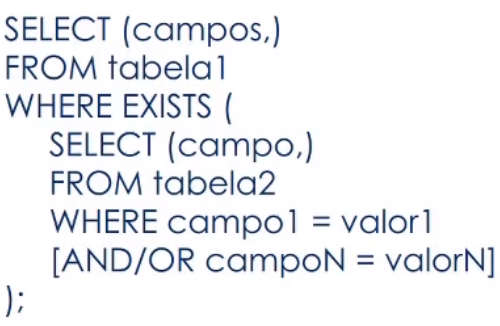 SELECT (campos,)
FROM tabela1
WHERE EXISTS (
SELECT (campo,)
FROM tabela2
WHERE campo1 = valor1
[AND/OR campoN = valorN]
);